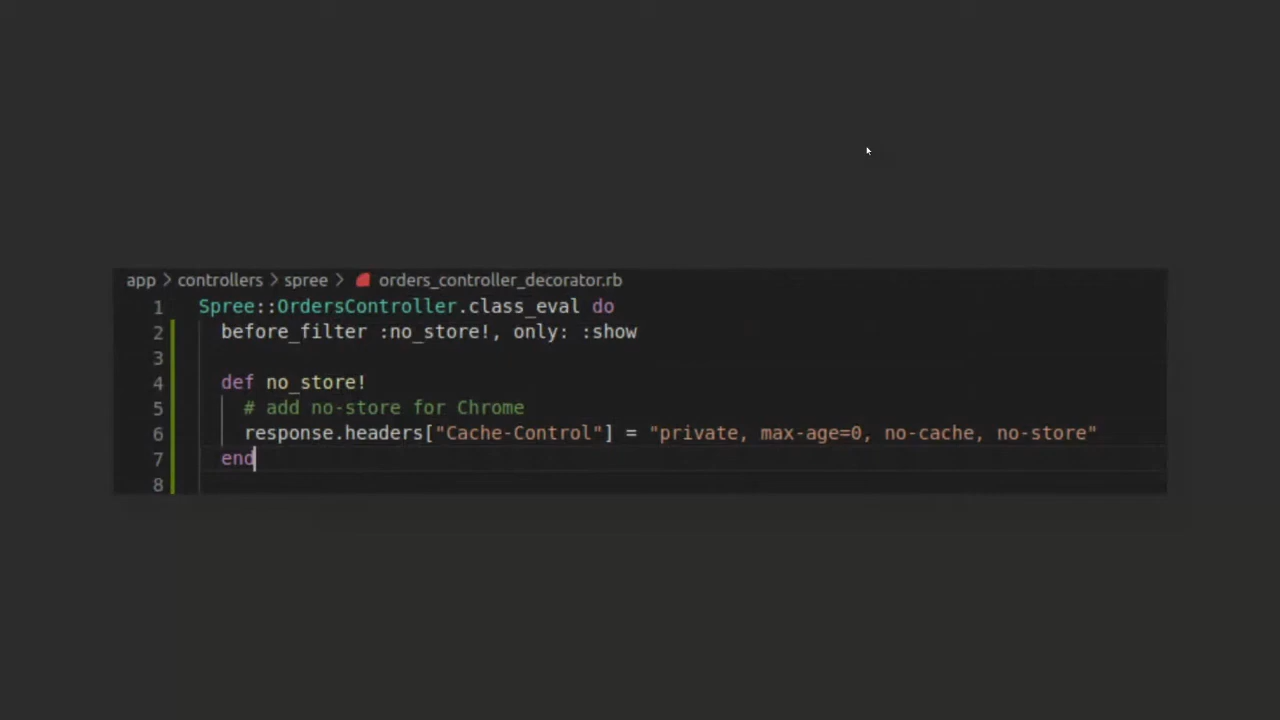 app > controllers > spree > orders_controller_decorator.rb
1 Spree::OrdersController.class_eval do
2 before_filter :no_store!, only: :show
3
4 def no_store!
5 # add no-store for Chrome
6 response.headers["Cache-Control"] = "private, max-age=0, no-cache, no-store"
7 end
8